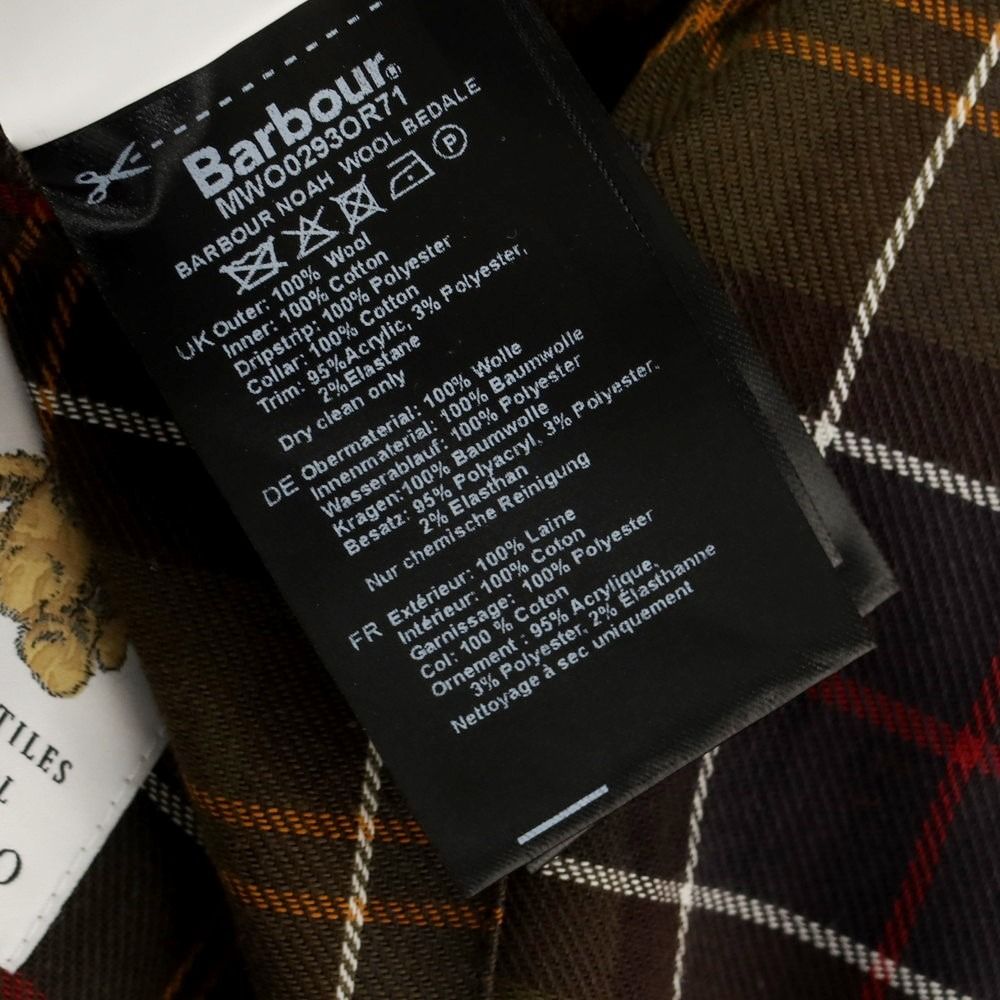 Barbour®
MWO0293OR71
BARBOUR NOAH WOOL BEDALE
P
UK Outer: 100% Wool
Inner: 100% Cotton
Dripstrip: 100% Polyester
Collar: 100% Cotton
Trim: 95%Acrylic, 3% Polyester,
2%Elastane
Dry clean only
DE Obermaterial: 100% Wolle
Innenmaterial: 100% Baumwolle
Wasserablauf: 100% Polyester
Kragen:100% Baumwolle
Besatz: 95% Polyacryl, 3% Polyester,
2% Elasthan
Nur chemische Reinigung
FR Extérieur: 100% Laine
Intérieur: 100% Coton
Garnissage: 100% Polyester
Col: 100 % Coton
Ornement : 95% Acrylique,
3% Polyester, 2% Élasthanne
Nettoyage à sec uniquement
TILES
L
O